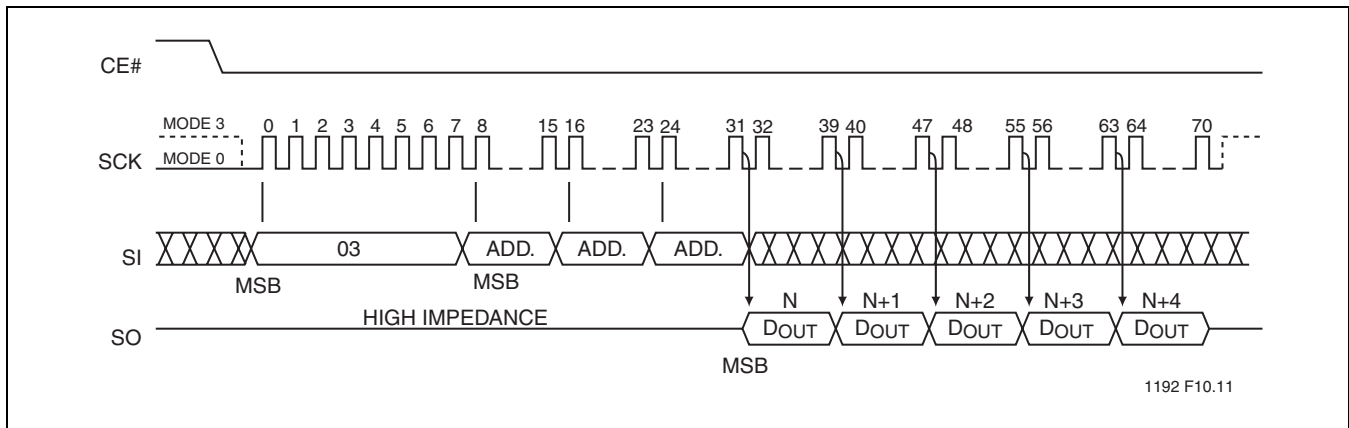 CE#
MODE 3 0 1 2 3 4 5 6 7 8 15 16 23 24 31 32 39 40 47 48 55 56 63 64 70
SCK MODE 0
SI 03 ADD. ADD. ADD.
MSB MSB
HIGH IMPEDANCE N N+1 N+2 N+3 N+4
SO DOUT DOUT DOUT DOUT DOUT
MSB
1192 F10.11